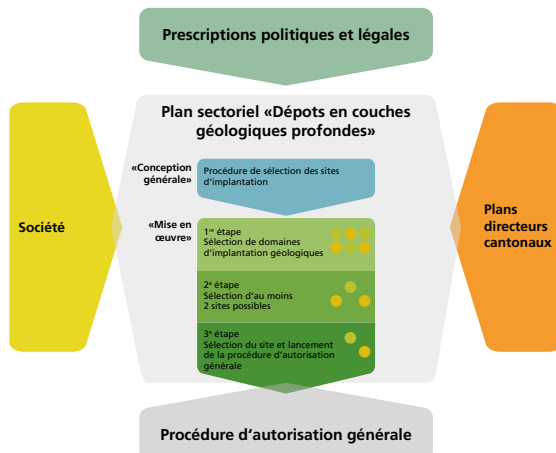 Prescriptions politiques et légales
Plan sectoriel «Dépots en couches
géologiques profondes»
«Conception
générale»
Procédure de sélection des sites
d'implantation
«Mise en
œuvre»
1re étape
Sélection de domaines
d'implantation géologiques
2e étape
Sélection d'au moins
2 sites possibles
3e étape
Sélection du site et lancement
de la procédure d'autorisation
générale
Société
Plans
directeurs
cantonaux
Procédure d'autorisation générale